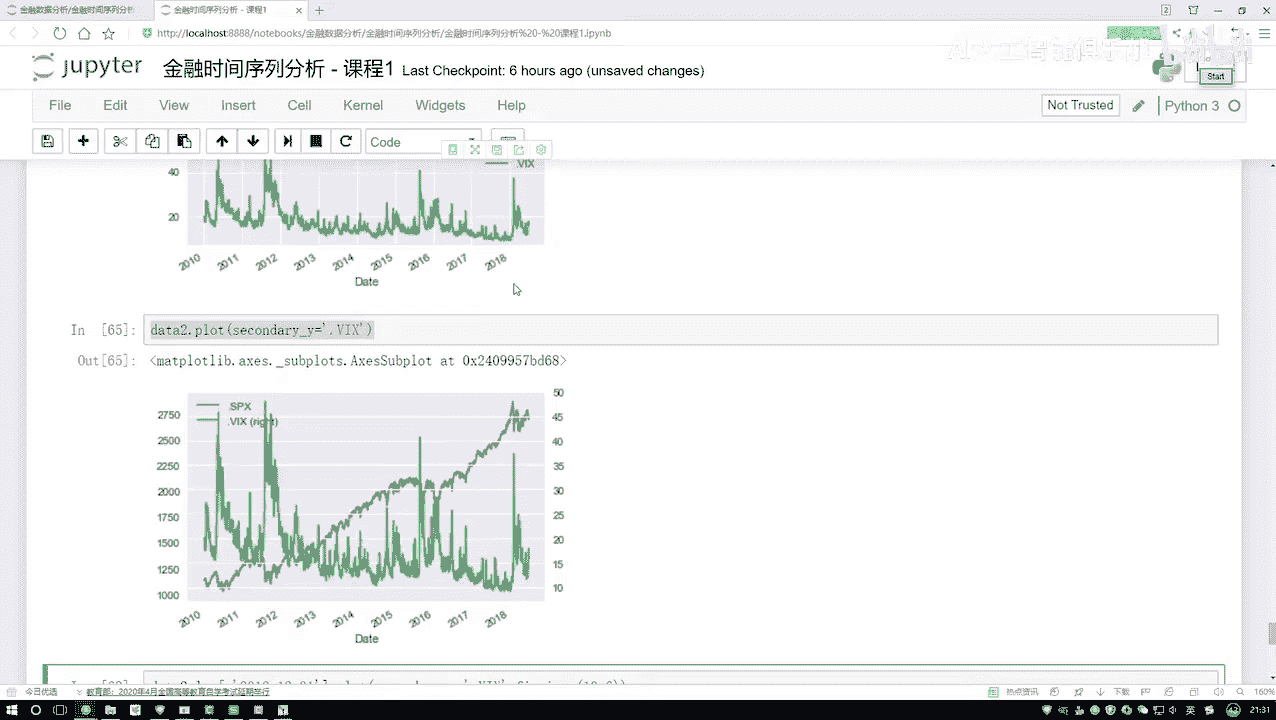 金融数据分析/金融时间序列分析
金融时间序列分析 - 课程1
http://localhost:8888/notebooks/金融数据分析/金融时间序列分析/金融时间序列分析%20-%20课程1.ipynb
jupyter 金融时间序列分析 - 课程1 Last Checkpoint: 6 hours ago (unsaved changes)
Start
File Edit View Insert Cell Kernel Widgets Help
Not Trusted Python 3
Code
.VIX
40
20
2010 2011 2012 2013 2014 2015 2016 2017 2018
Date
In [65]: data2.plot(secondary_y='.VIX')
Out[65]: <matplotlib.axes._subplots.AxesSubplot at 0x2409957bd68>
.SPX
.VIX (right)
2750
2500
2250
2000
1750
1500
1250
1000
50
45
40
35
30
25
20
15
10
2010 2011 2012 2013 2014 2015 2016 2017 2018
Date
今日优选 教育部：2020年4月全国高等教育自学考试延期举行
热点资讯 下载 160%
21:31